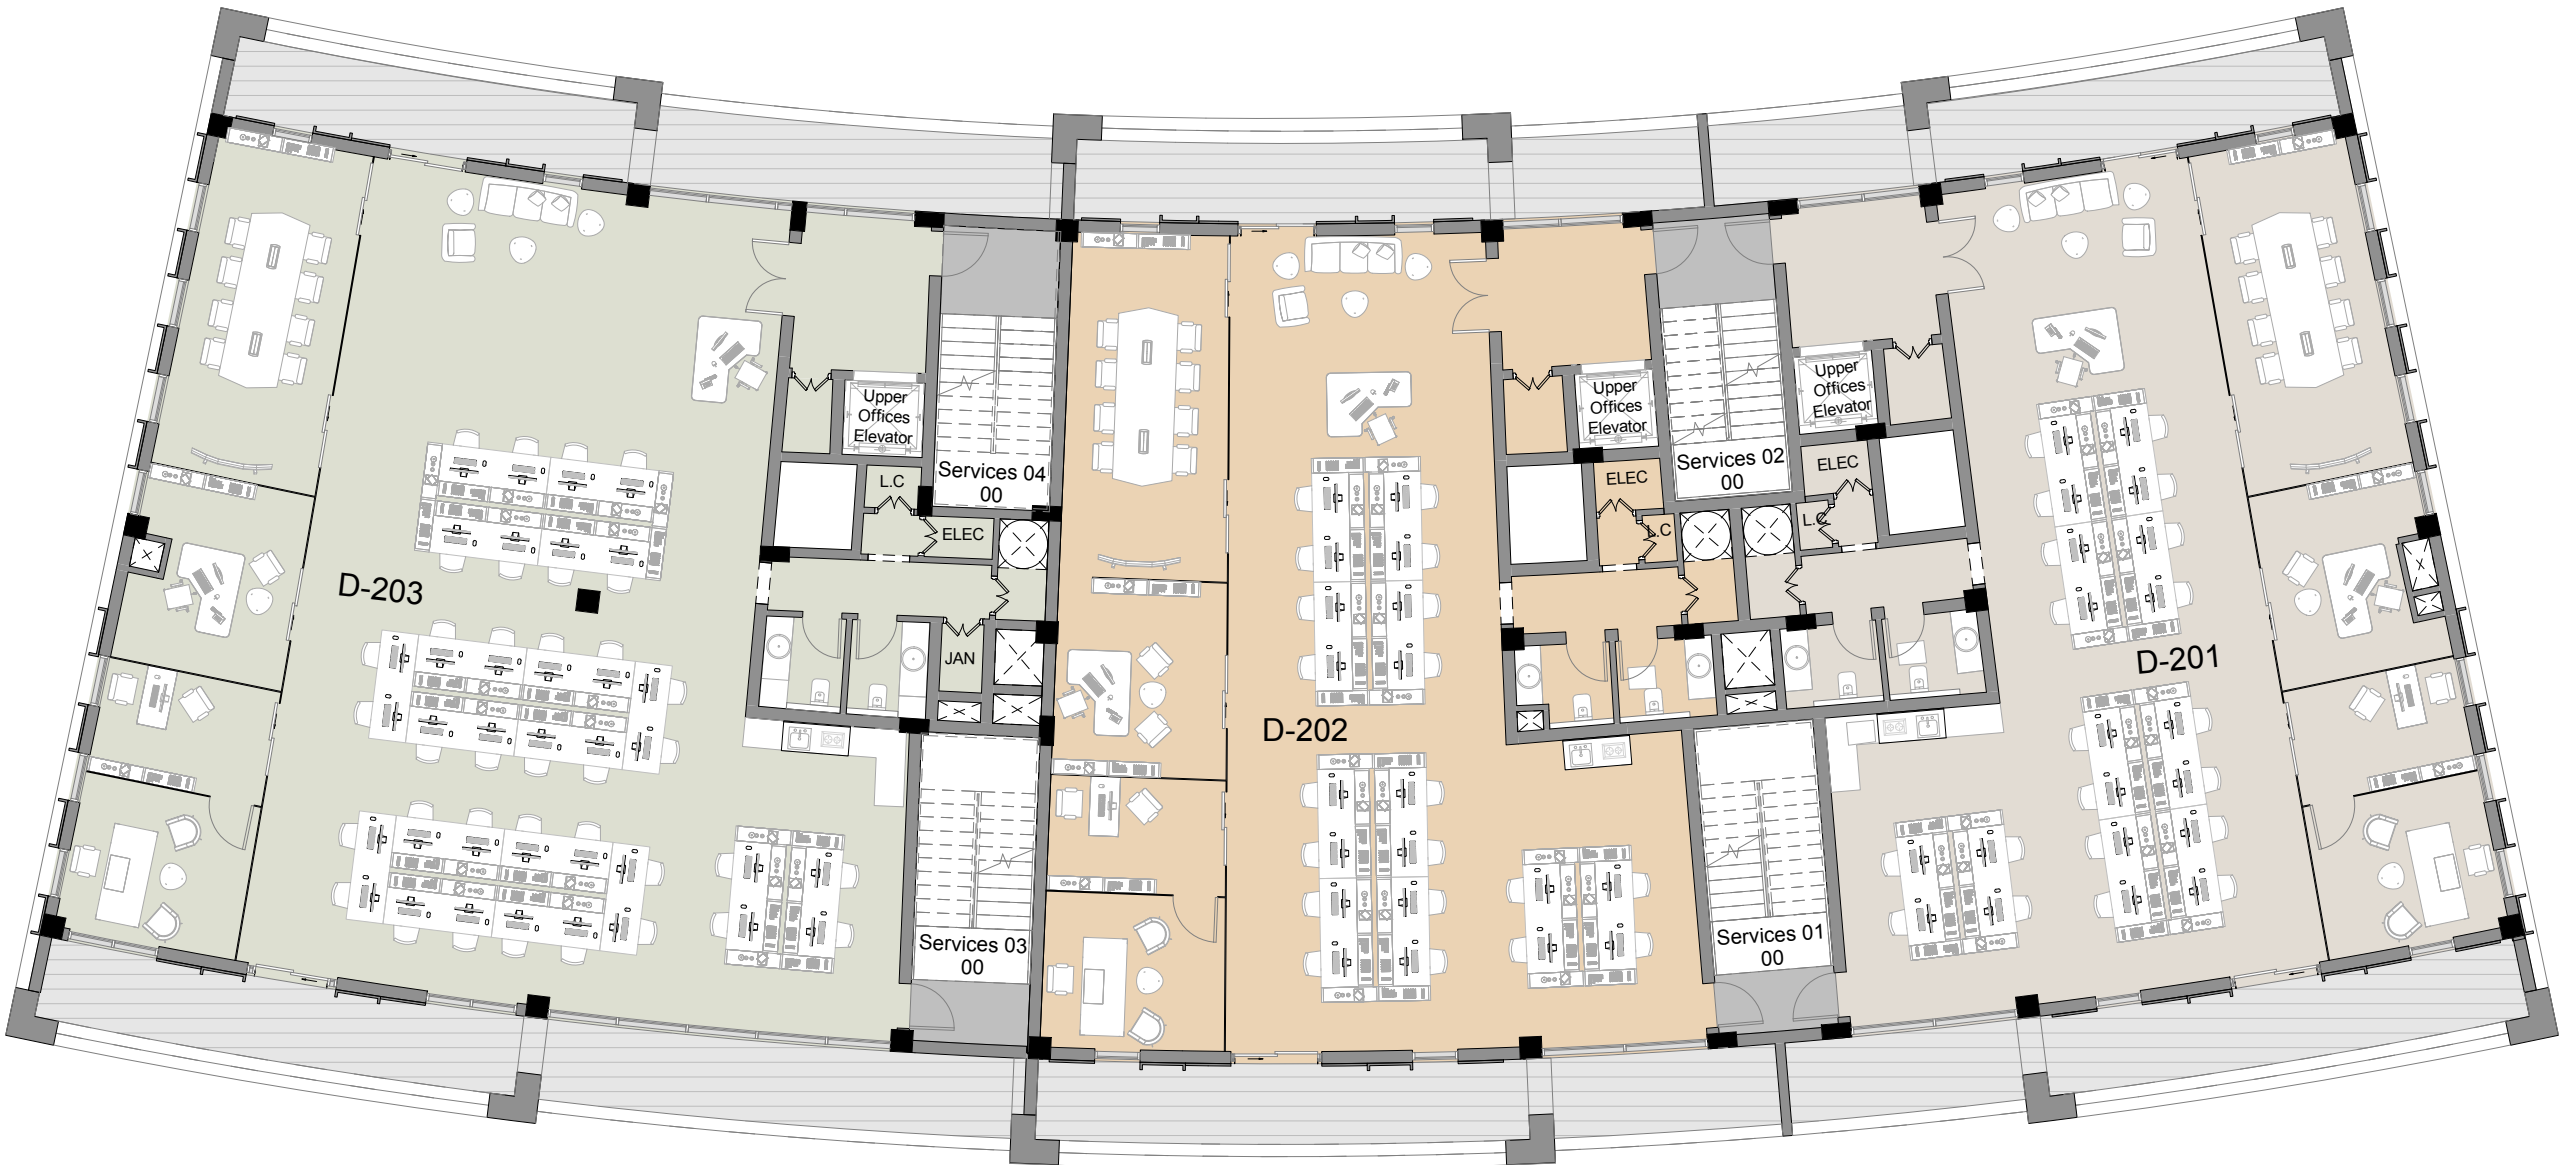 Upper
Offices
Elevator
Upper
Offices
Elevator
Upper
Offices
Elevator
Services 04
00
Services 02
00
L.C
ELEC
ELEC
L.C
ELEC
L.C
D-203
JAN
D-202
D-201
Services 03
00
Services 01
00